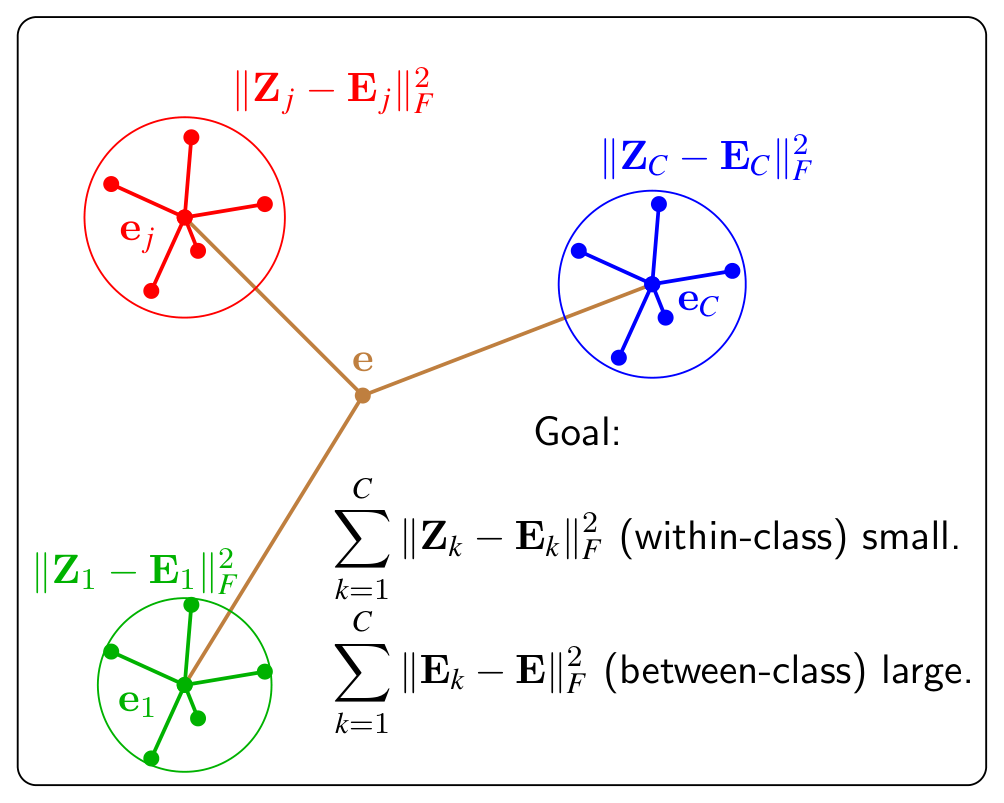 ‖Z_j − E_j‖_F^2
‖Z_C − E_C‖_F^2
e_j
e_C
e
Goal:
∑_{k=1}^{C} ‖Z_k − E_k‖_F^2 (within-class) small.
‖Z_1 − E_1‖_F^2
∑_{k=1}^{C} ‖E_k − E‖_F^2 (between-class) large.
e_1